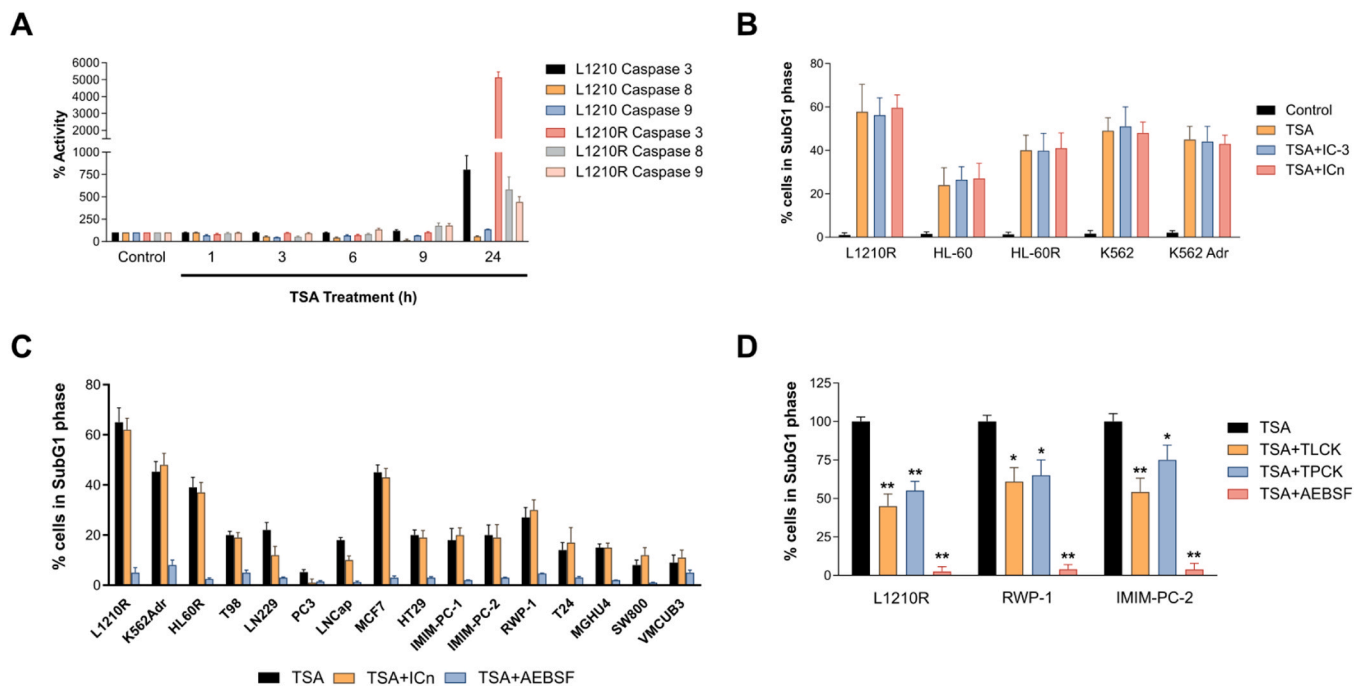 A
% Activity
6000
5000
4000
3000
2000
1000
750
500
250
0
Control
1
3
6
9
24
TSA Treatment (h)
L1210 Caspase 3
L1210 Caspase 8
L1210 Caspase 9
L1210R Caspase 3
L1210R Caspase 8
L1210R Caspase 9
B
% cells in SubG1 phase
80
60
40
20
0
L1210R
HL-60
HL-60R
K562
K562 Adr
Control
TSA
TSA+IC-3
TSA+ICn
C
% cells in SubG1 phase
80
60
40
20
0
L1210R
K562Adr
HL60R
T98
LN229
PC3
LNCap
MCF7
HT29
IMIM-PC-1
IMIM-PC-2
RWP-1
T24
MGHU4
SW800
VMCUB3
TSA
TSA+ICn
TSA+AEBSF
D
% cells in SubG1 phase
125
100
75
50
25
0
**
**
**
*
*
**
**
*
**
L1210R
RWP-1
IMIM-PC-2
TSA
TSA+TLCK
TSA+TPCK
TSA+AEBSF